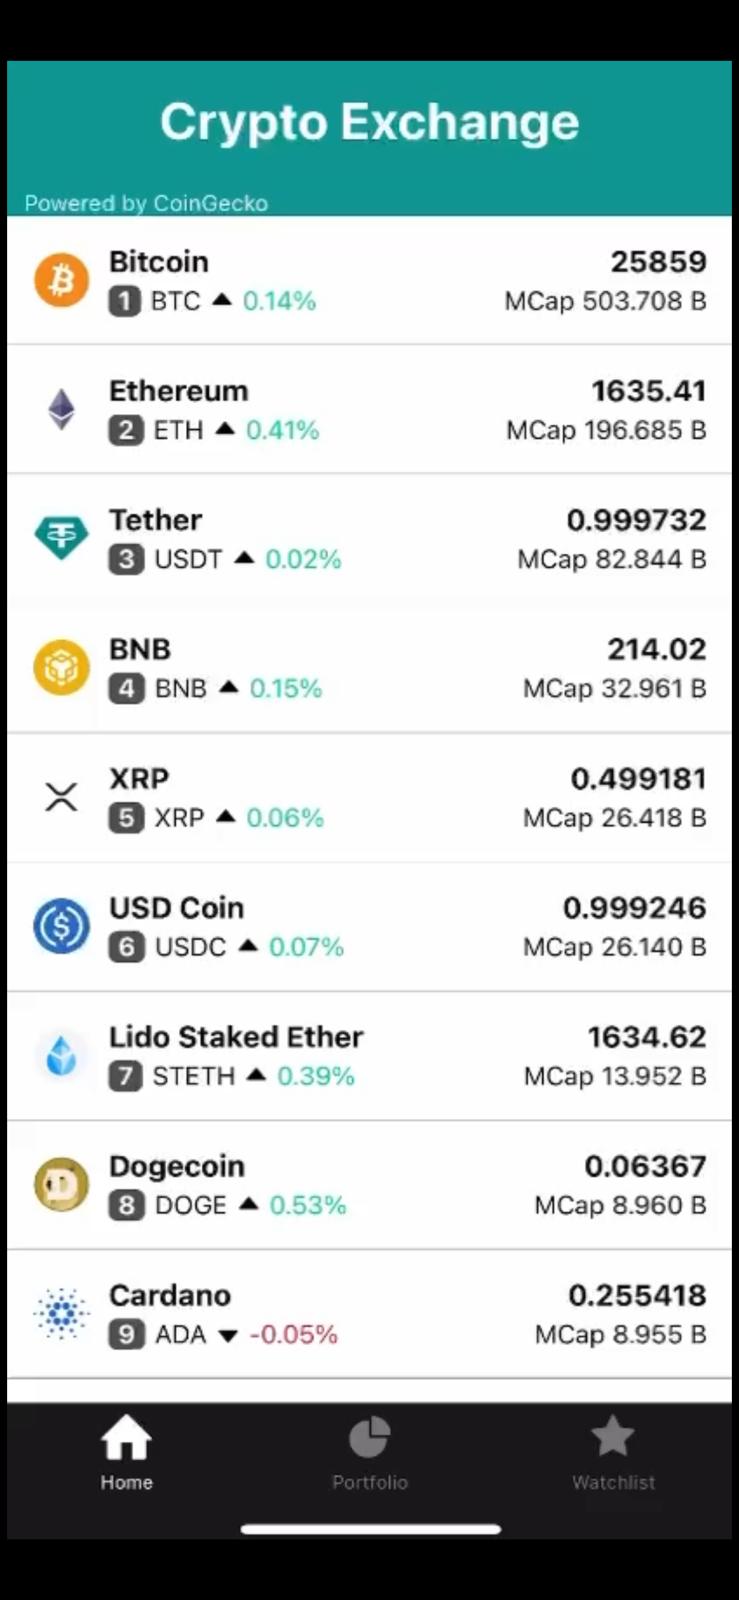 Crypto Exchange
Powered by CoinGecko
Bitcoin 25859
1 BTC ▲ 0.14% MCap 503.708 B
Ethereum 1635.41
2 ETH ▲ 0.41% MCap 196.685 B
Tether 0.999732
3 USDT ▲ 0.02% MCap 82.844 B
BNB 214.02
4 BNB ▲ 0.15% MCap 32.961 B
XRP 0.499181
5 XRP ▲ 0.06% MCap 26.418 B
USD Coin 0.999246
6 USDC ▲ 0.07% MCap 26.140 B
Lido Staked Ether 1634.62
7 STETH ▲ 0.39% MCap 13.952 B
Dogecoin 0.06367
8 DOGE ▲ 0.53% MCap 8.960 B
Cardano 0.255418
9 ADA ▼ -0.05% MCap 8.955 B
Home Portfolio Watchlist